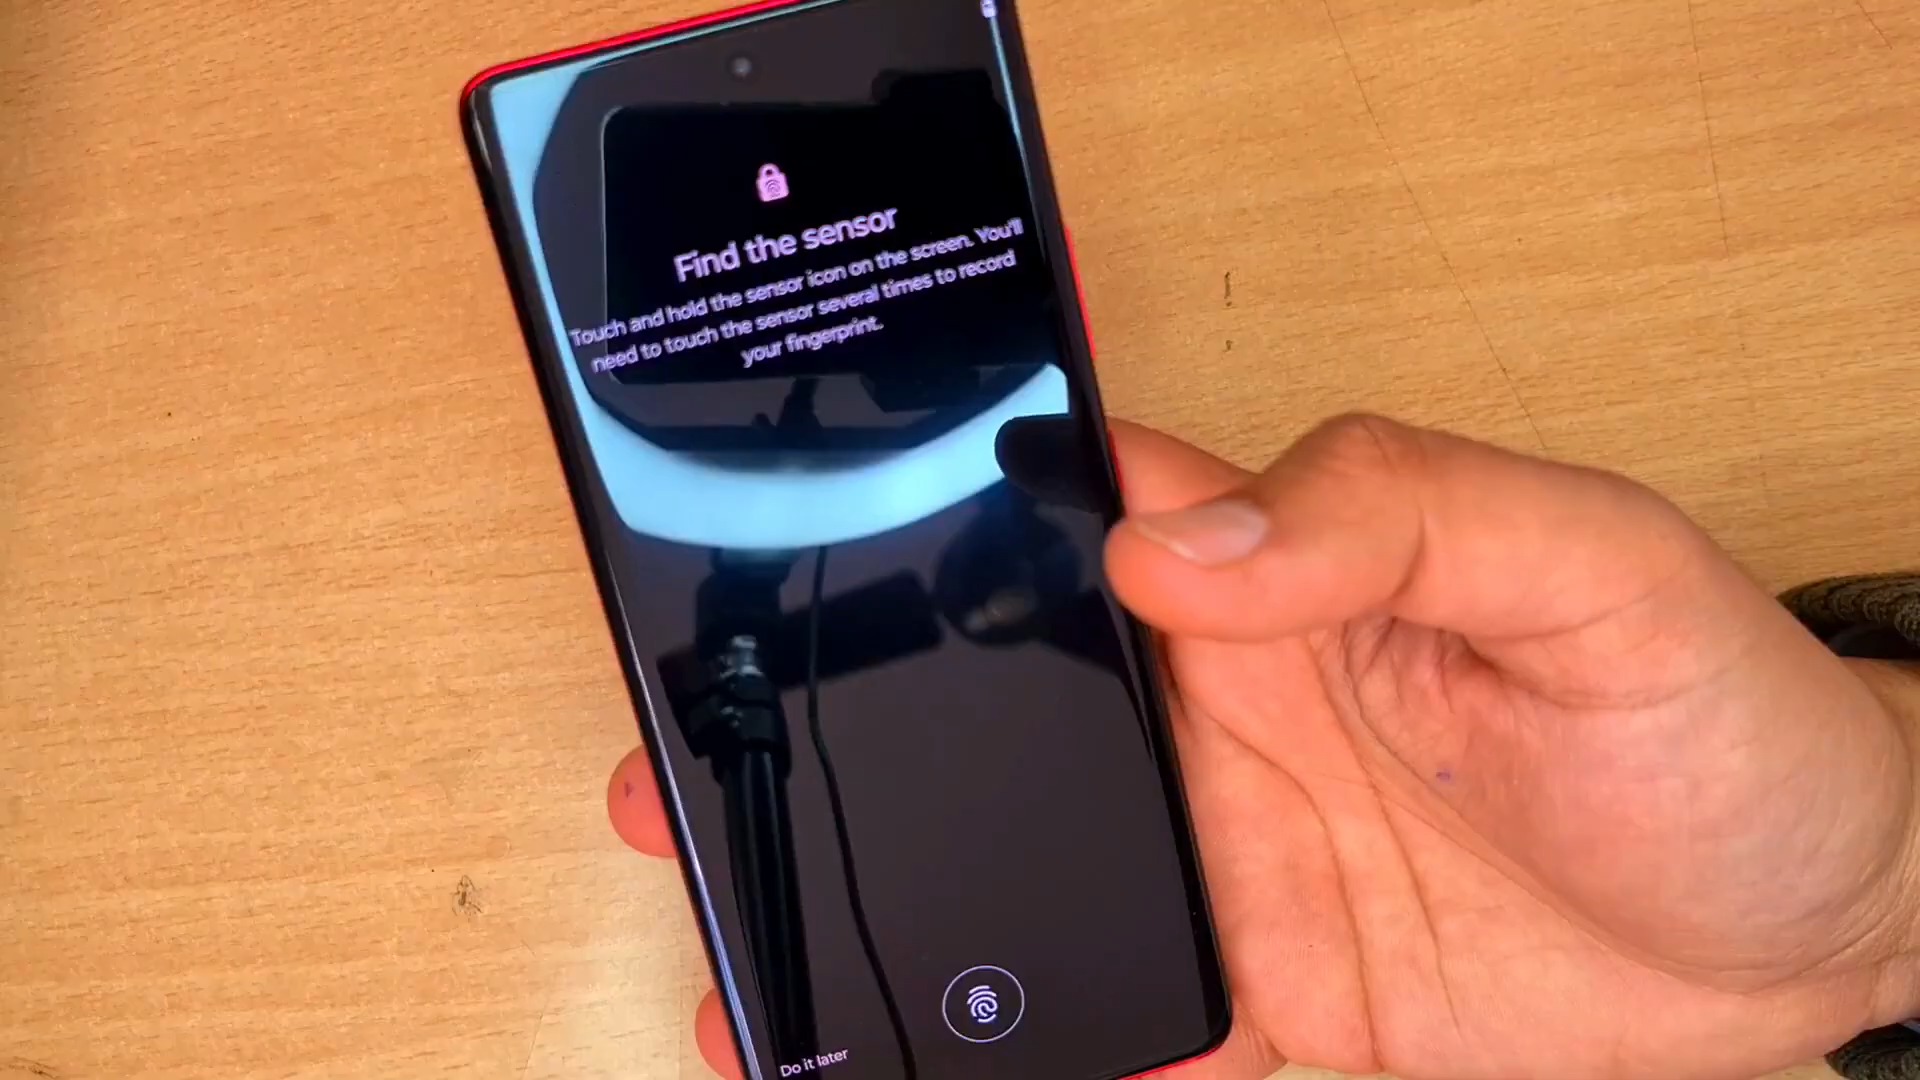 Find the sensor
Touch and hold the sensor icon on the screen. You'll
need to touch the sensor several times to record
your fingerprint.
Do it later